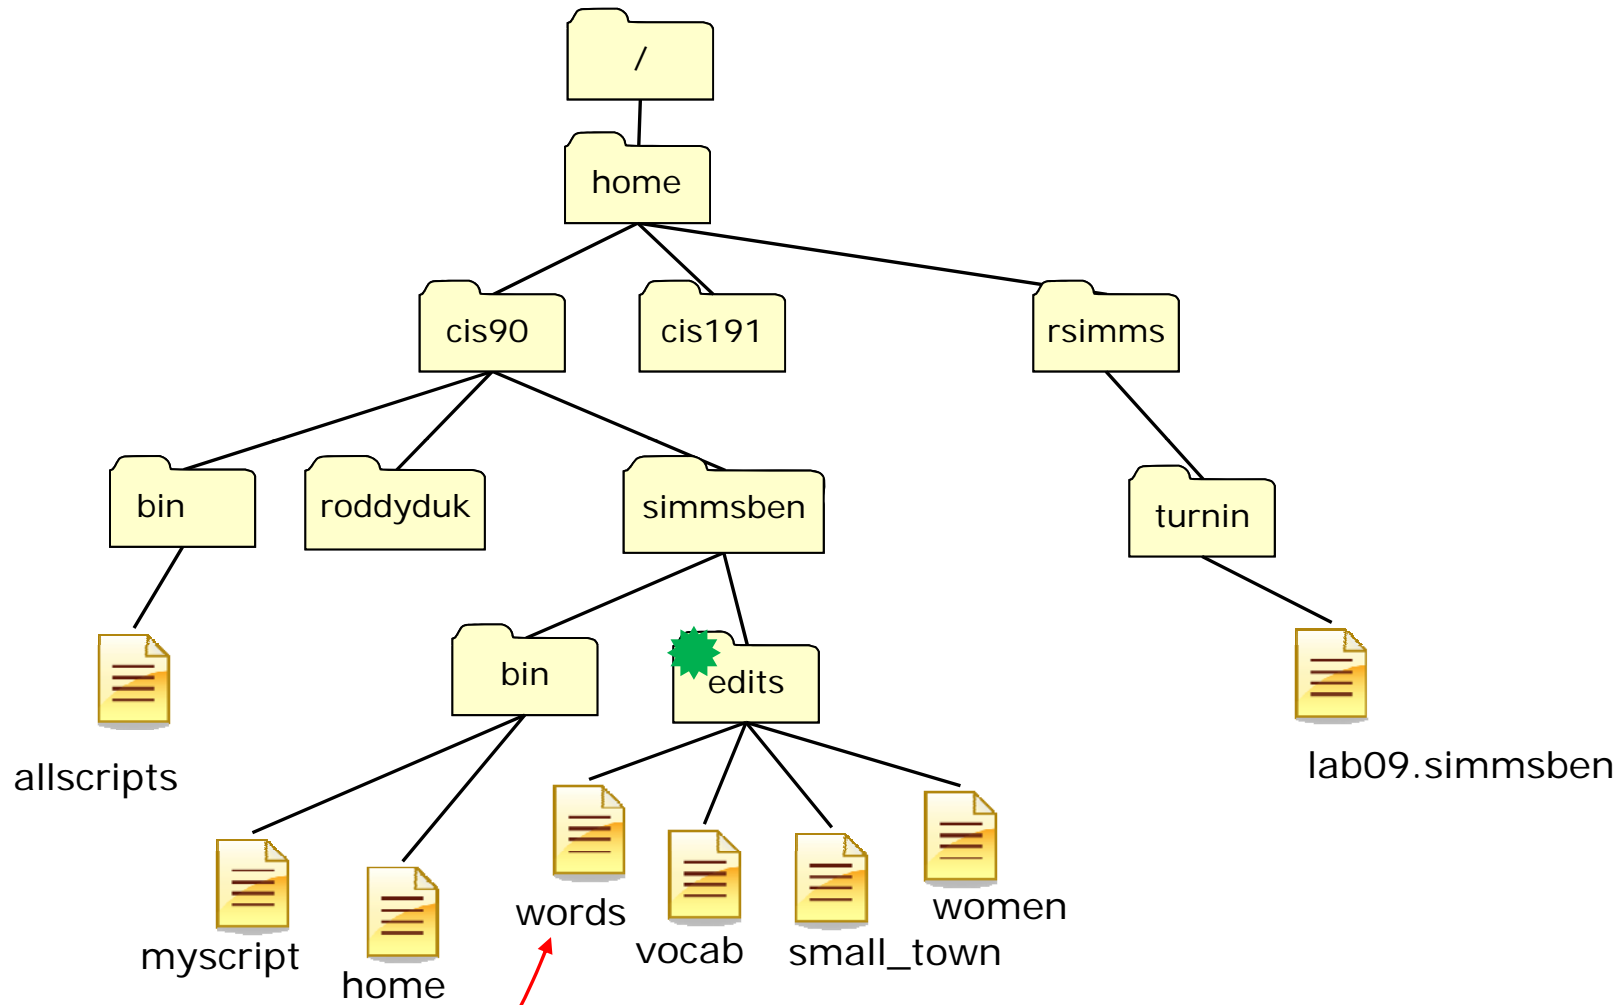 /
home
cis90
cis191
rsimms
bin
roddyduk
simmsben
turnin
bin
edits
allscripts
lab09.simmsben
words
women
myscript
vocab
small_town
home